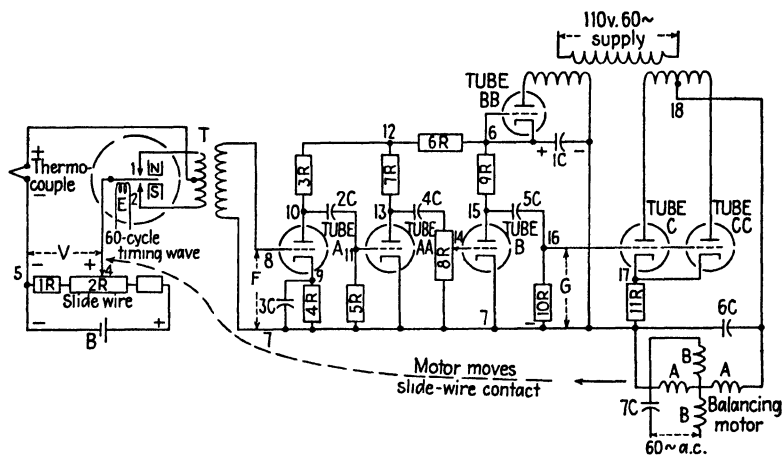 110v. 60~
supply
TUBE
BB
18
12
6R
6
+
1C
-
T
+
Thermo-
couple
-
1
N
S
2
E
60-cycle
timing wave
V
+
4
5
1R
2R
Slide wire
-
B
+
3R
7R
9R
10
2C
13
4C
15
5C
TUBE
A
TUBE
AA
TUBE
B
TUBE
C
TUBE
CC
8
11
14
16
8R
F
9
17
3C
4R
5R
G
10R
-
11R
7
7
6C
Motor moves
slide-wire contact
B
A
A
B
7C
Balancing
motor
60~a.c.